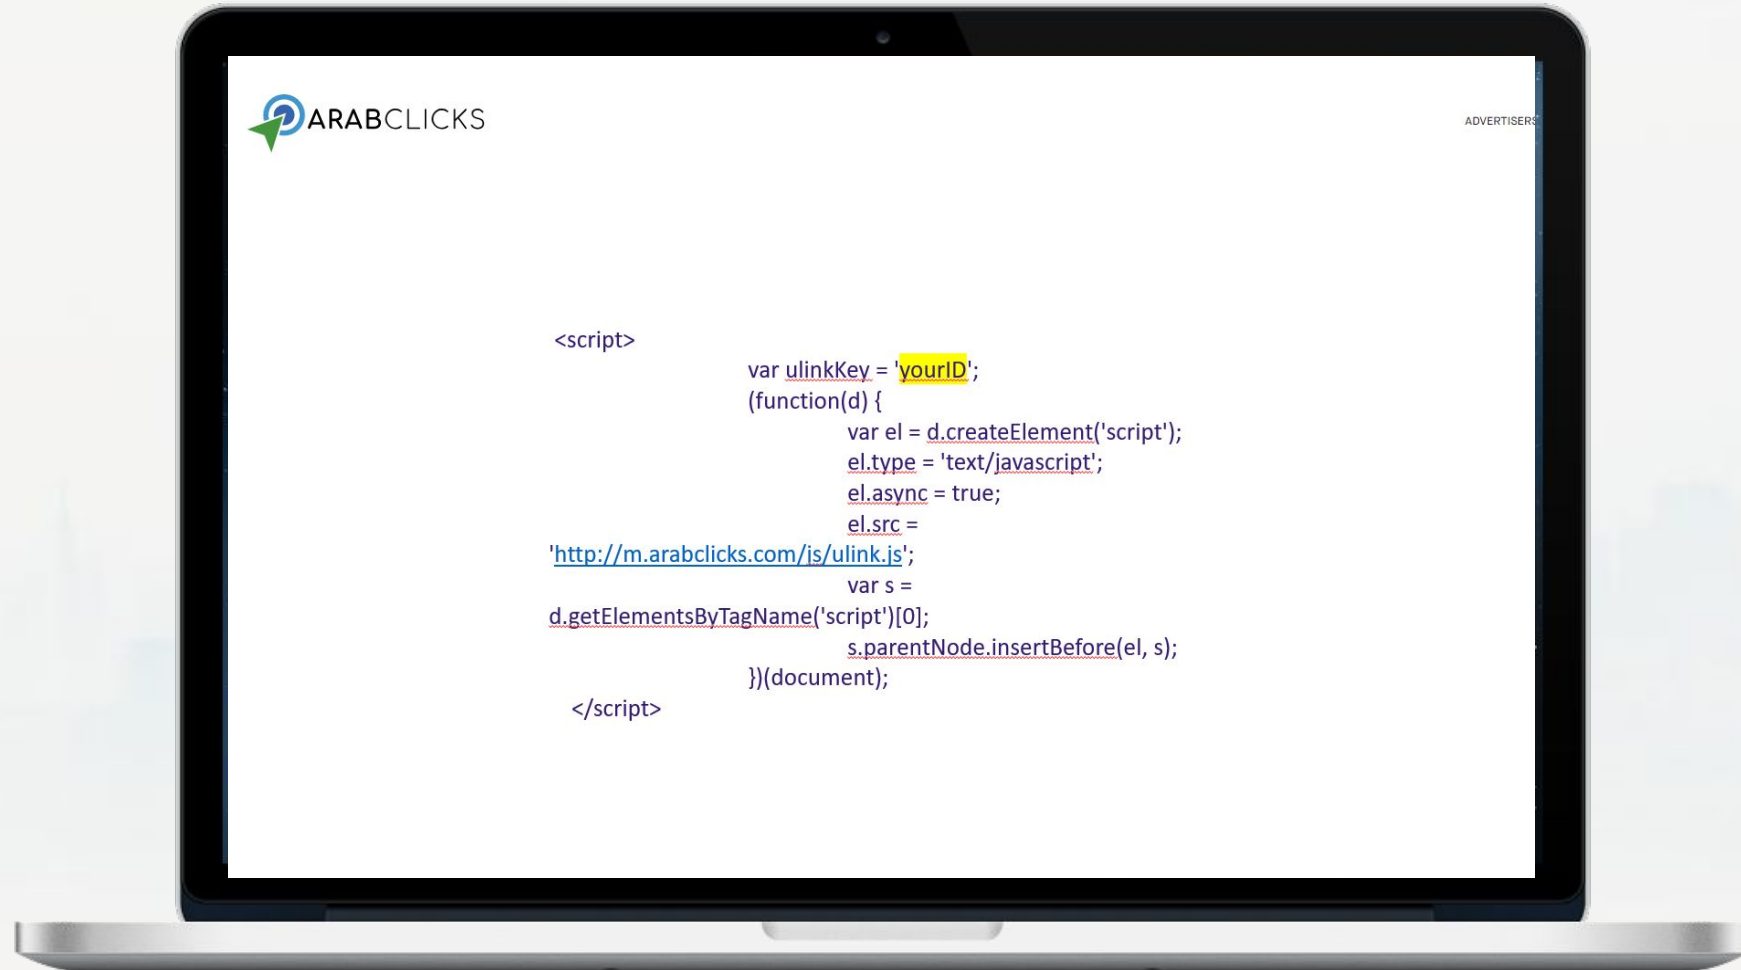 ARABCLICKS
ADVERTISERS
<script>
var ulinkKey = 'yourID';
(function(d) {
var el = d.createElement('script');
el.type = 'text/javascript';
el.async = true;
el.src =
'http://m.arabclicks.com/js/ulink.js';
var s =
d.getElementsByTagName('script')[0];
s.parentNode.insertBefore(el, s);
})(document);
</script>